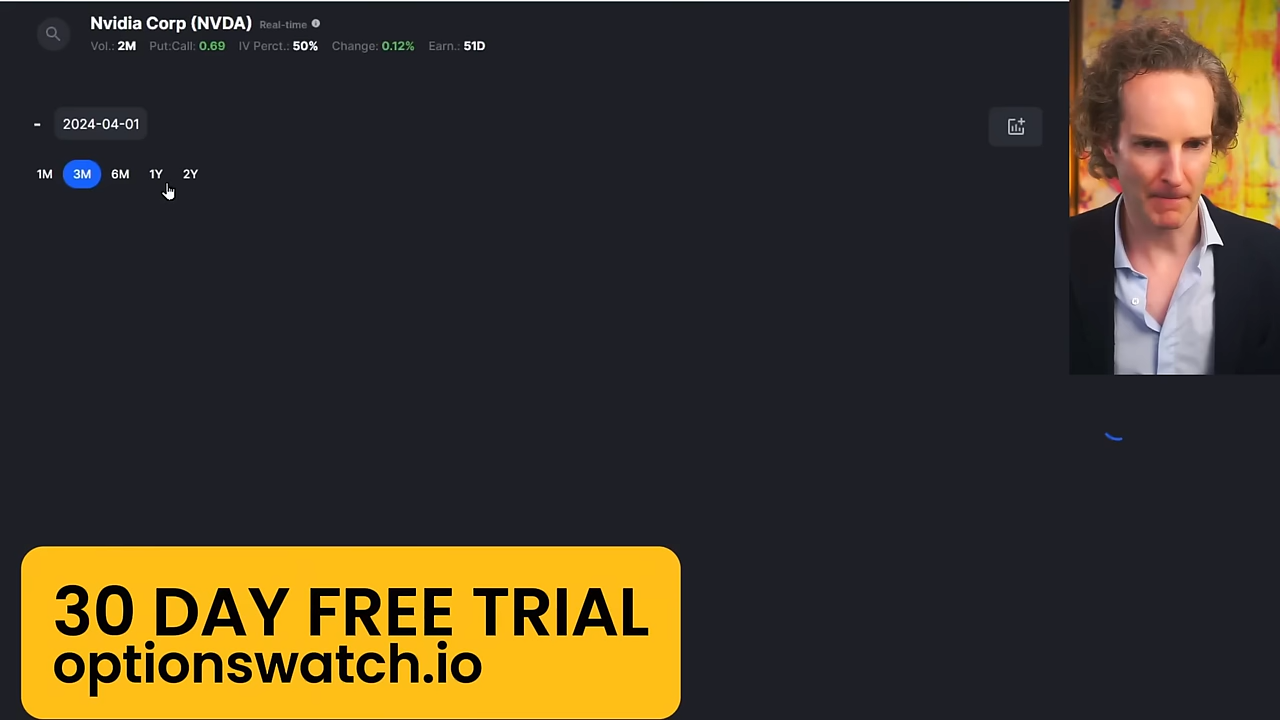 Nvidia Corp (NVDA) Real-time
Vol.: 2M Put:Call: 0.69 IV Perct.: 50% Change: 0.12% Earn.: 51D
- 2024-04-01
1M 3M 6M 1Y 2Y
30 DAY FREE TRIAL
optionswatch.io